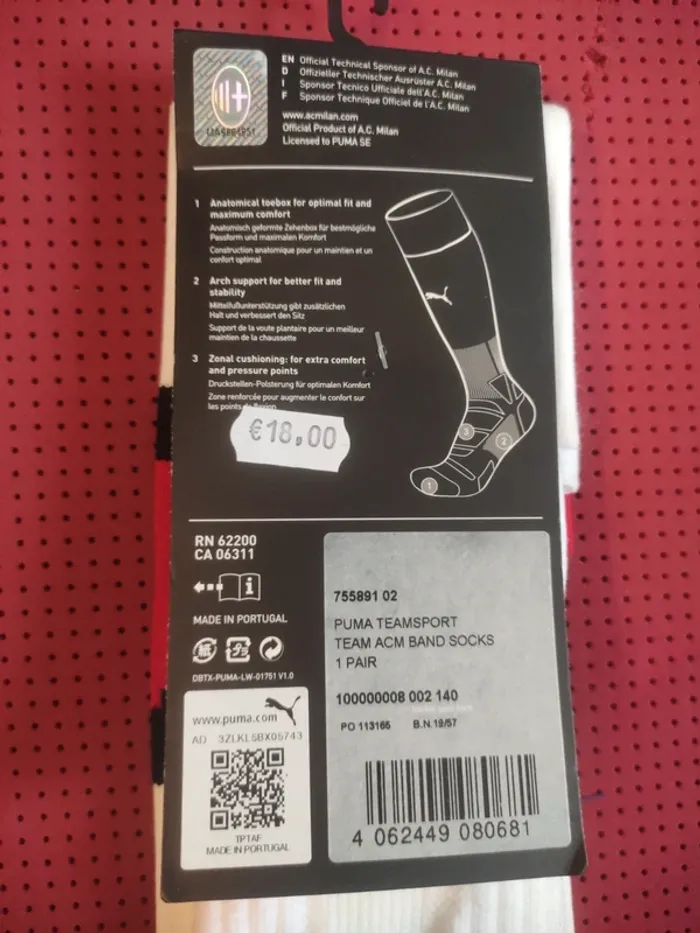 EN Official Technical Sponsor of A.C. Milan
D Offizieller Technischer Ausrüster A.C. Milan
I Sponsor Tecnico Ufficiale dell'A.C. Milan
F Sponsor Technique Officiel de l'A.C. Milan
www.acmilan.com
Official Product of A.C. Milan
Licensed to PUMA SE
1 Anatomical toebox for optimal fit and
maximum comfort
Anatomisch geformte Zehenbox für bestmögliche
Passform und maximalen Komfort
Construction anatomique pour un maintien et un
confort optimal
2 Arch support for better fit and
stability
Mittelfußunterstützung gibt zusätzlichen
Halt und verbessert den Sitz
Support de la voute plantaire pour un meilleur
maintien de la chaussette
3 Zonal cushioning: for extra comfort
and pressure points
Druckstellen-Polsterung für optimalen Komfort
Zone renforcée pour augmenter le confort sur
les points de flexion
€18,00
3
2
1
RN 62200
CA 06311
MADE IN PORTUGAL
DBTX-PUMA-LW-01751 V1.0
www.puma.com
AD 3ZLKL5BX05743
TPTAF
MADE IN PORTUGAL
755891 02
PUMA TEAMSPORT
TEAM ACM BAND SOCKS
1 PAIR
100000008 002 140
PO 113166 B.N.19/57
4 062449 080681